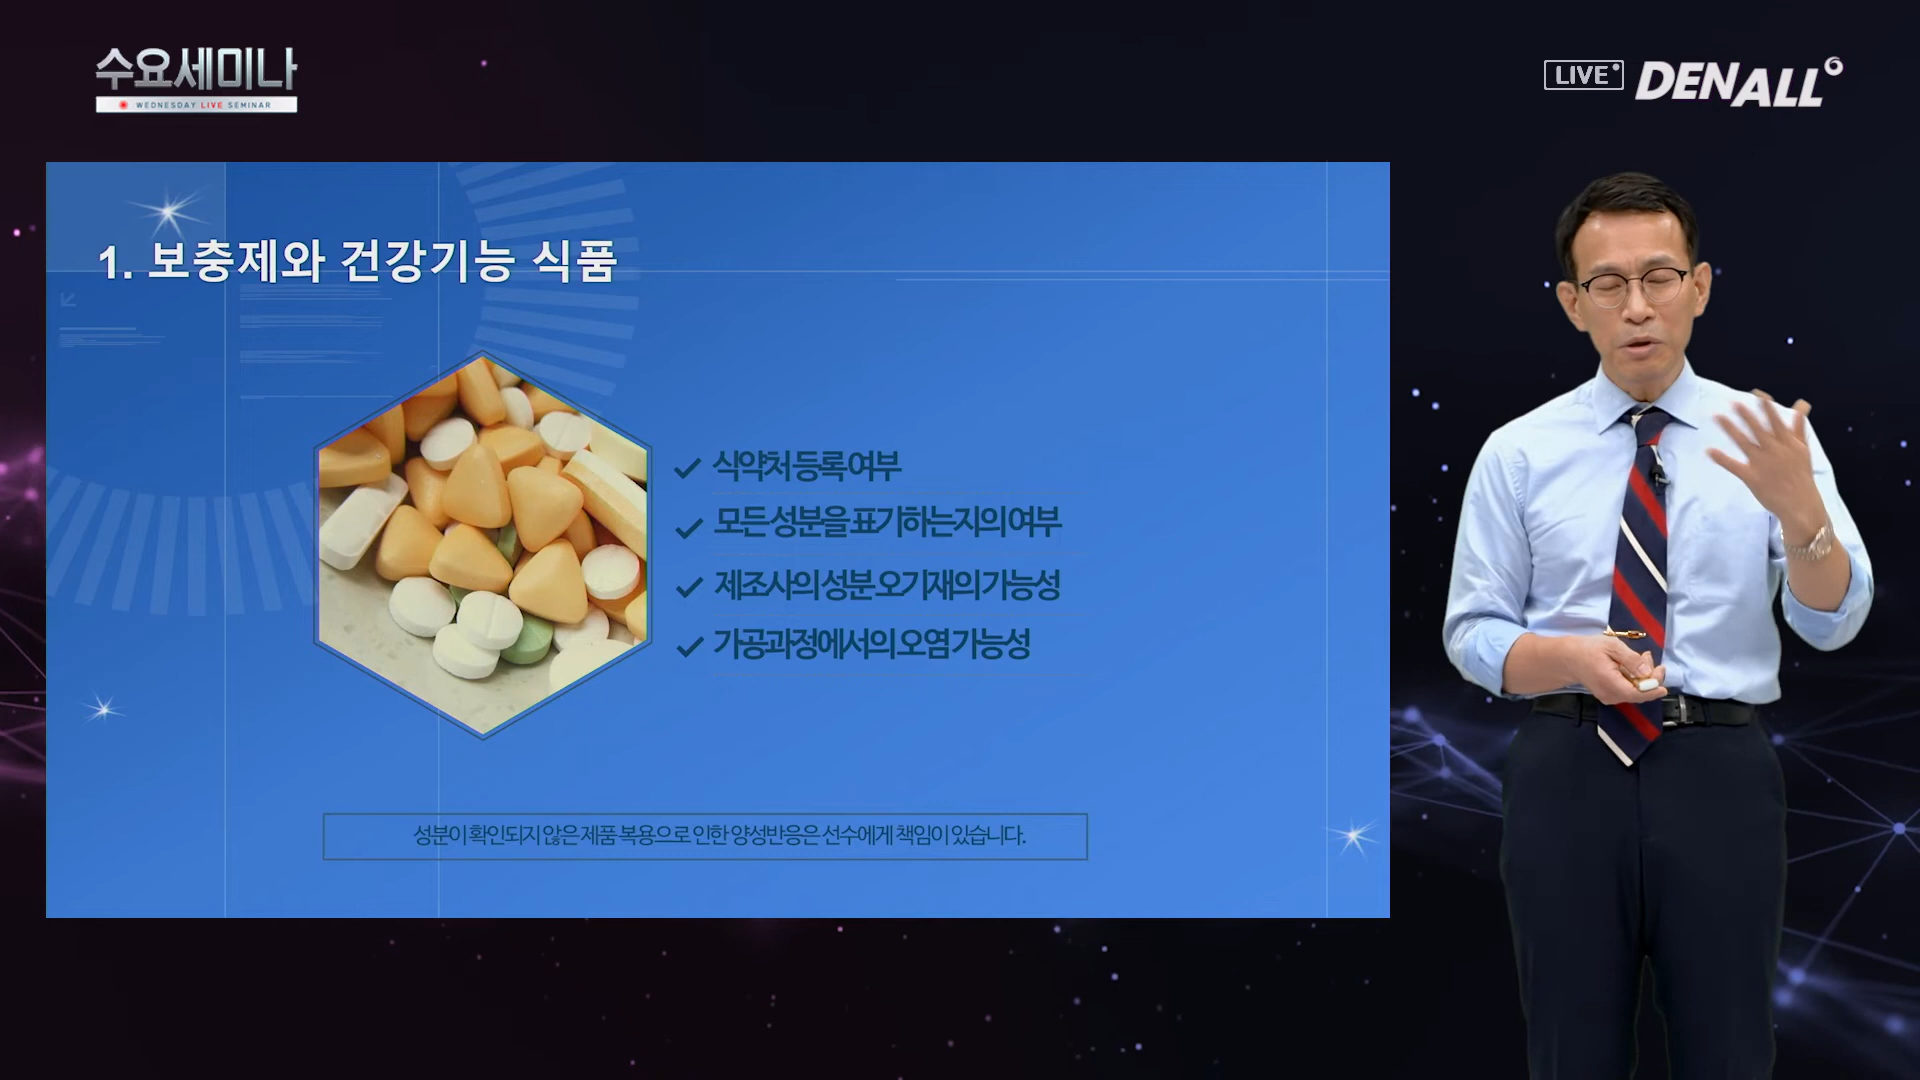 수요세미나
WEDNESDAY LIVE SEMINAR
LIVE
DENALL
1. 보충제와 건강기능 식품
식약처 등록 여부
모든 성분을 표기하는지의 여부
제조사의 성분 오기재의 가능성
가공과정에서의 오염 가능성
성분이 확인되지 않은 제품 복용으로 인한 양성반응은 선수에게 책임이 있습니다.